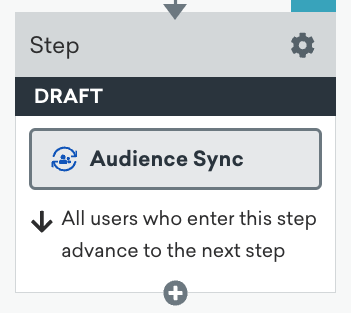 Step
DRAFT
Audience Sync
All users who enter this step
advance to the next step